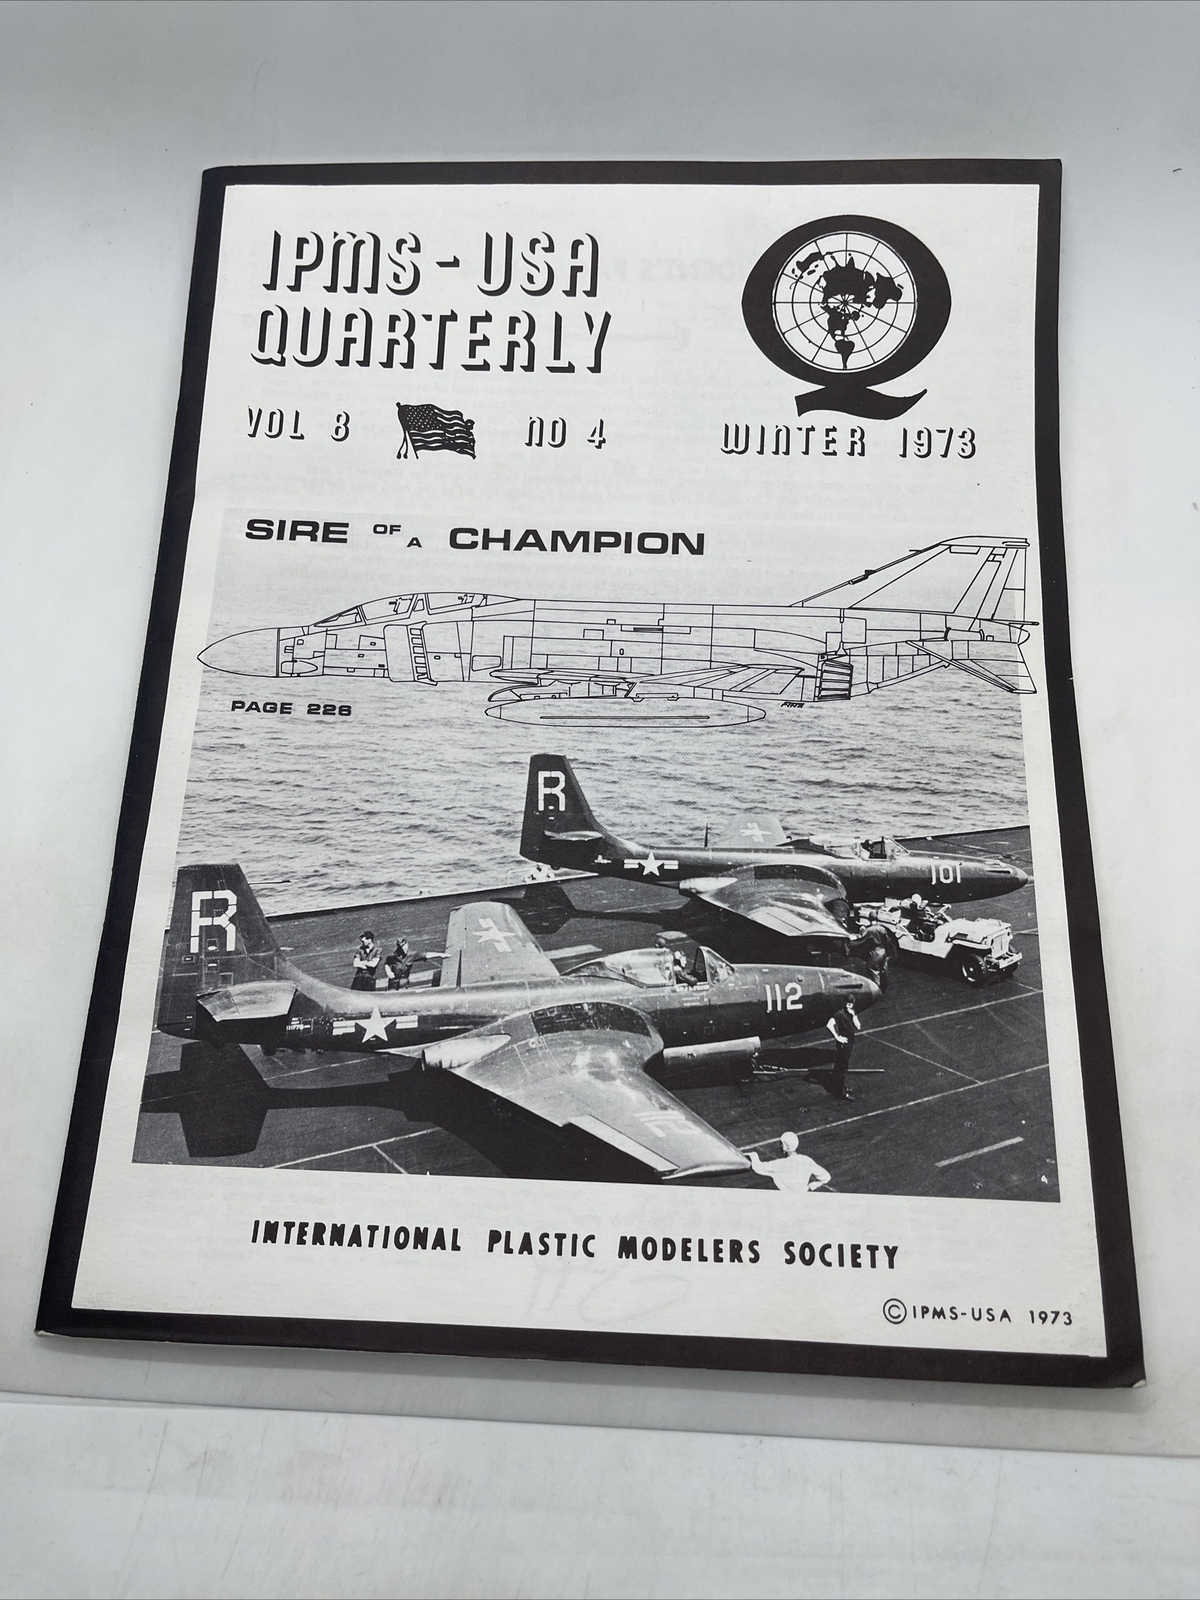 IPMS-USA
QUARTERLY
VOL 8 NO 4
WINTER 1973
SIRE OF A CHAMPION
PAGE 226
R
101
R
112
INTERNATIONAL PLASTIC MODELERS SOCIETY
©IPMS-USA 1973